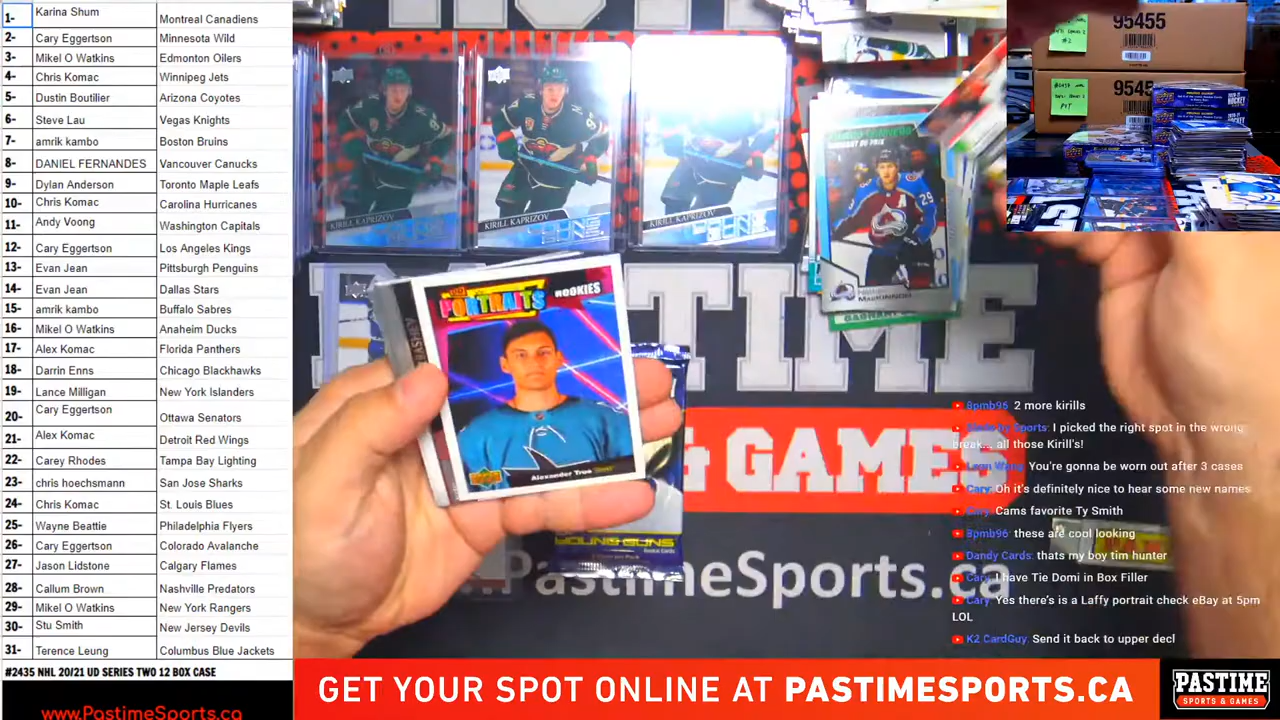 1- Karina Shum Montreal Canadiens
2- Cary Eggertson Minnesota Wild
3- Mikel O Watkins Edmonton Oilers
4- Chris Komac Winnipeg Jets
5- Dustin Boutilier Arizona Coyotes
6- Steve Lau Vegas Knights
7- amrik kambo Boston Bruins
8- DANIEL FERNANDES Vancouver Canucks
9- Dylan Anderson Toronto Maple Leafs
10- Chris Komac Carolina Hurricanes
11- Andy Voong Washington Capitals
12- Cary Eggertson Los Angeles Kings
13- Evan Jean Pittsburgh Penguins
14- Evan Jean Dallas Stars
15- amrik kambo Buffalo Sabres
16- Mikel O Watkins Anaheim Ducks
17- Alex Komac Florida Panthers
18- Darrin Enns Chicago Blackhawks
19- Lance Milligan New York Islanders
20- Cary Eggertson Ottawa Senators
21- Alex Komac Detroit Red Wings
22- Carey Rhodes Tampa Bay Lighting
23- chris hoechsmann San Jose Sharks
24- Chris Komac St. Louis Blues
25- Wayne Beattie Philadelphia Flyers
26- Cary Eggertson Colorado Avalanche
27- Jason Lidstone Calgary Flames
28- Callum Brown Nashville Predators
29- Mikel O Watkins New York Rangers
30- Stu Smith New Jersey Devils
31- Terence Leung Columbus Blue Jackets
#2435 NHL 20/21 UD SERIES TWO 12 BOX CASE
www.PastimeSports.ca
KIRILL KAPRIZOV
KIRILL KAPRIZOV
KIRILL KAPRIZOV
29
95455
9545
PORTRAITS ROOKIES
Alexander True
UPPER DECK
YOUNG GUNS
TIME
& GAMES
PastimeSports.ca
Bpmb96: 2 more kirills
Sports: I picked the right spot in the wrong
break... all those Kirill's!
Leon Wang: You're gonna be worn out after 3 cases
Cary: Oh it's definitely nice to hear some new names
Cary: Cams favorite Ty Smith
Bpmb96: these are cool looking
Dandy Cards: thats my boy tim hunter
Cary: I have Tie Domi in Box Filler
Cary: Yes there's is a Laffy portrait check eBay at 5pm
LOL
K2 CardGuy: Send it back to upper decl
GET YOUR SPOT ONLINE AT PASTIMESPORTS.CA
PASTIME
SPORTS & GAMES